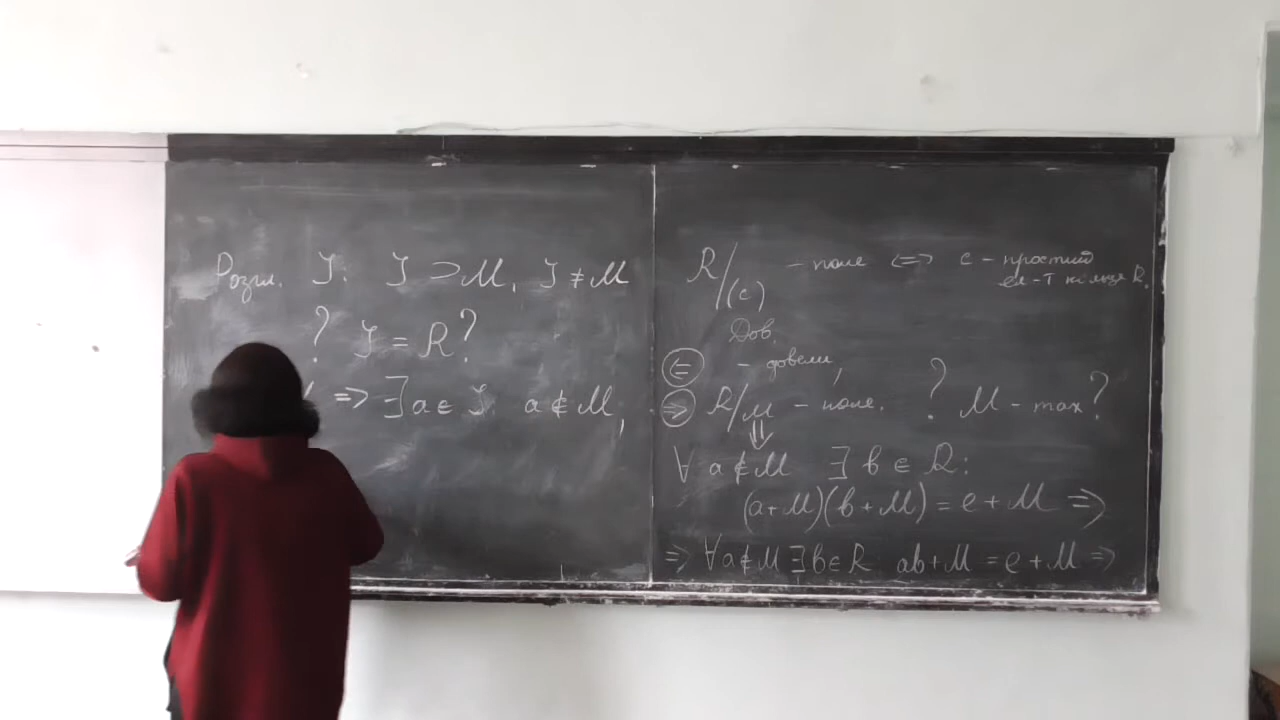 Розгл. I: I ⊃ M, I ≠ M
? I = R ?
⇒ ∃ a ∈ I a ∉ M,
R/(c) – поле ⇔ c – простий
ел-т кільця R.
Дов.
⇐ – довели,
⇒ R/M – поле. ? M – max ?
⇓
∀ a ∉ M ∃ b ∈ R:
(a+M)(b+M) = e + M ⇒
⇒ ∀ a ∉ M ∃ b ∈ R ab + M = e + M ⇒